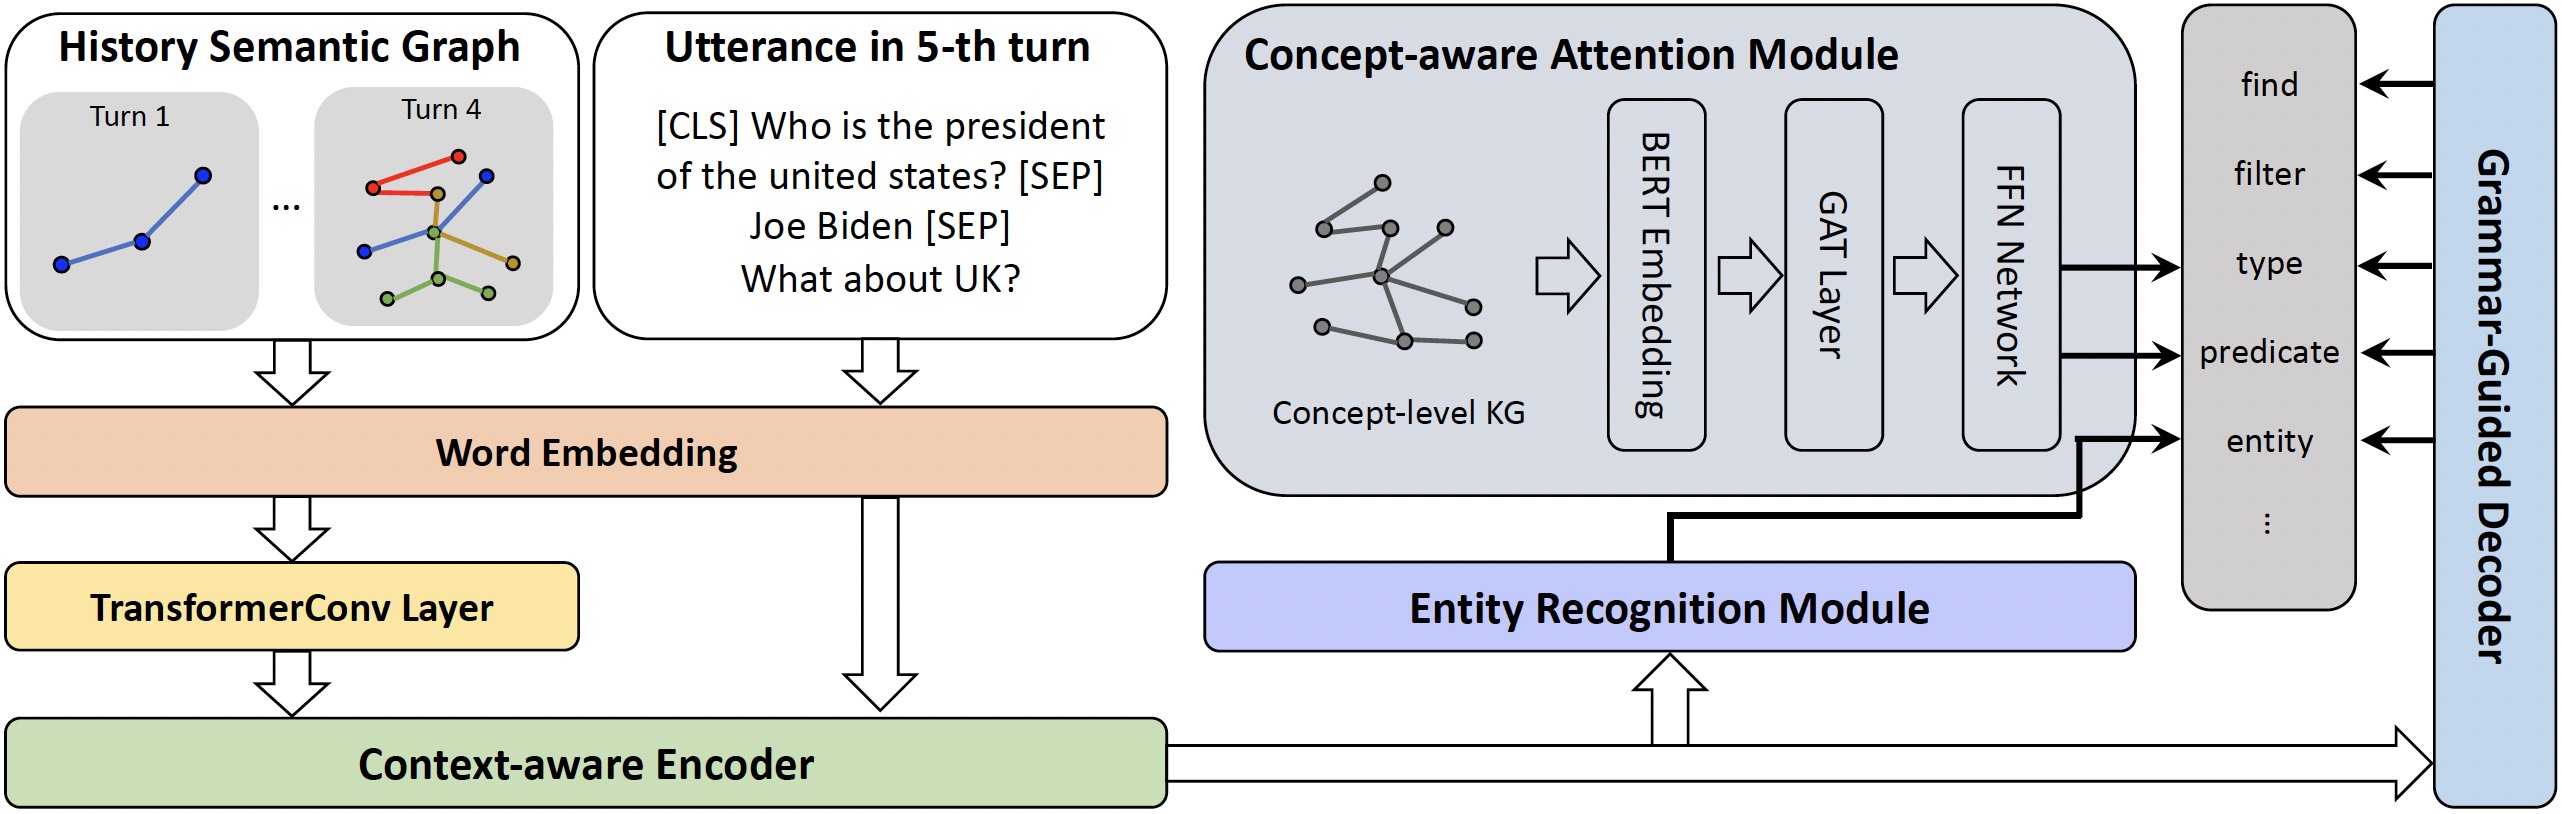 History Semantic Graph
Turn 1
...
Turn 4
Utterance in 5-th turn
[CLS] Who is the president
of the united states? [SEP]
Joe Biden [SEP]
What about UK?
Word Embedding
TransformerConv Layer
Context-aware Encoder
Concept-aware Attention Module
Concept-level KG
BERT Embedding
GAT Layer
FFN Network
Entity Recognition Module
find
filter
type
predicate
entity
...
Grammar-Guided Decoder